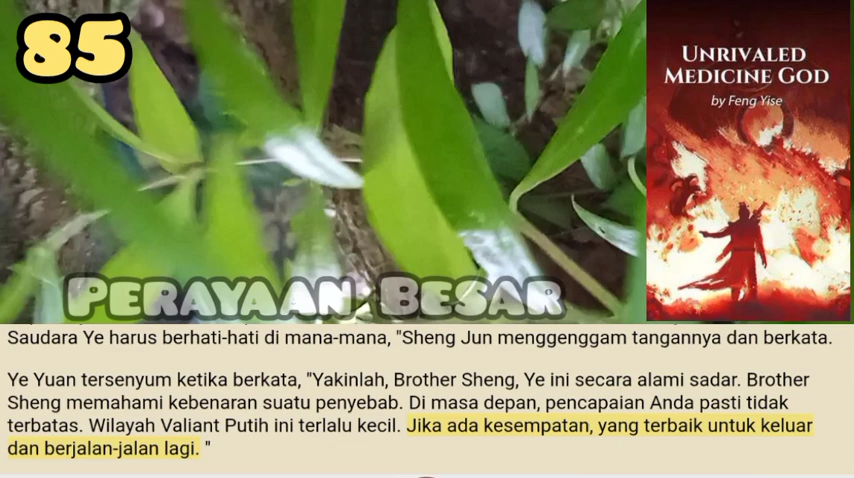 85
UNRIVALED
MEDICINE GOD
by Feng Yise
PERAYAAN BESAR
Saudara Ye harus berhati-hati di mana-mana, "Sheng Jun menggenggam tangannya dan berkata.
Ye Yuan tersenyum ketika berkata, "Yakinlah, Brother Sheng, Ye ini secara alami sadar. Brother
Sheng memahami kebenaran suatu penyebab. Di masa depan, pencapaian Anda pasti tidak
terbatas. Wilayah Valiant Putih ini terlalu kecil. Jika ada kesempatan, yang terbaik untuk keluar
dan berjalan-jalan lagi. "